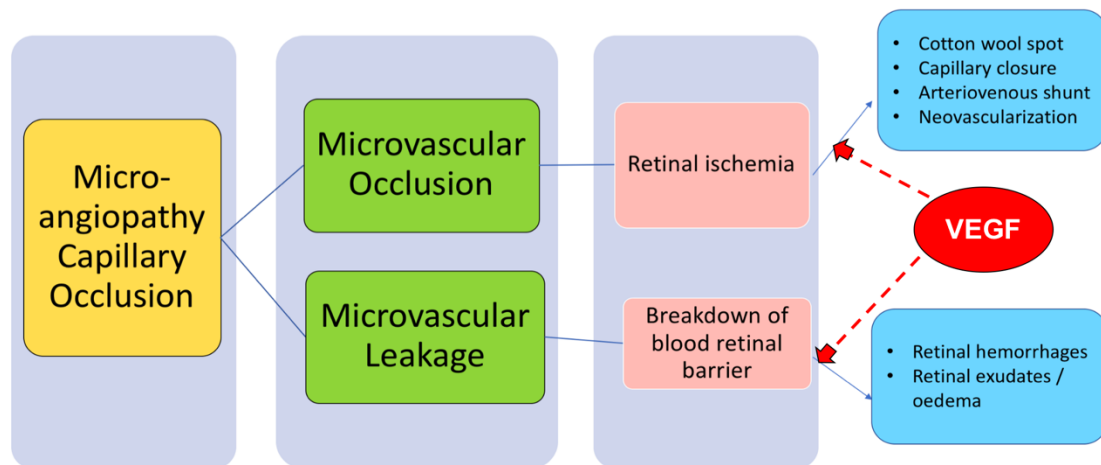 Micro-
angiopathy
Capillary
Occlusion
Microvascular
Occlusion
Microvascular
Leakage
Retinal ischemia
Breakdown of
blood retinal
barrier
• Cotton wool spot
• Capillary closure
• Arteriovenous shunt
• Neovascularization
VEGF
• Retinal hemorrhages
• Retinal exudates /
oedema